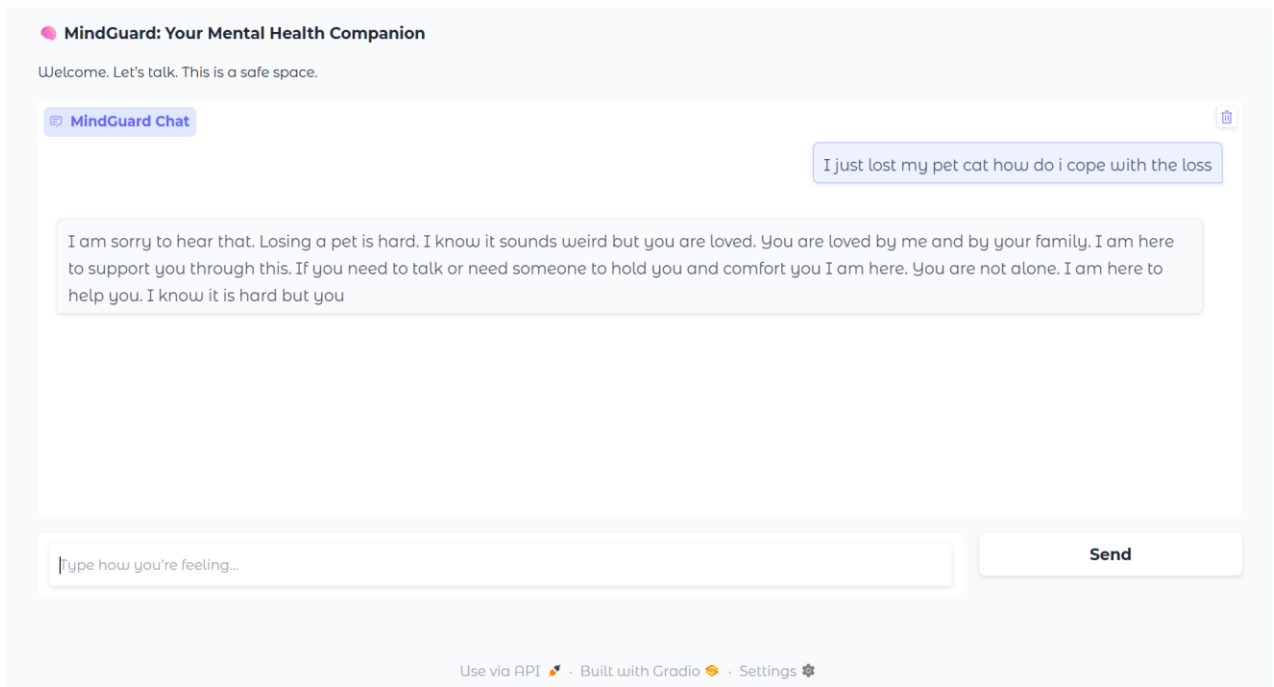 🧠 MindGuard: Your Mental Health Companion
Welcome. Let's talk. This is a safe space.
MindGuard Chat
I just lost my pet cat how do i cope with the loss
I am sorry to hear that. Losing a pet is hard. I know it sounds weird but you are loved. You are loved by me and by your family. I am here
to support you through this. If you need to talk or need someone to hold you and comfort you I am here. You are not alone. I am here to
help you. I know it is hard but you
Type how you're feeling...
Send
Use via API 🚀 · Built with Gradio · Settings ⚙️